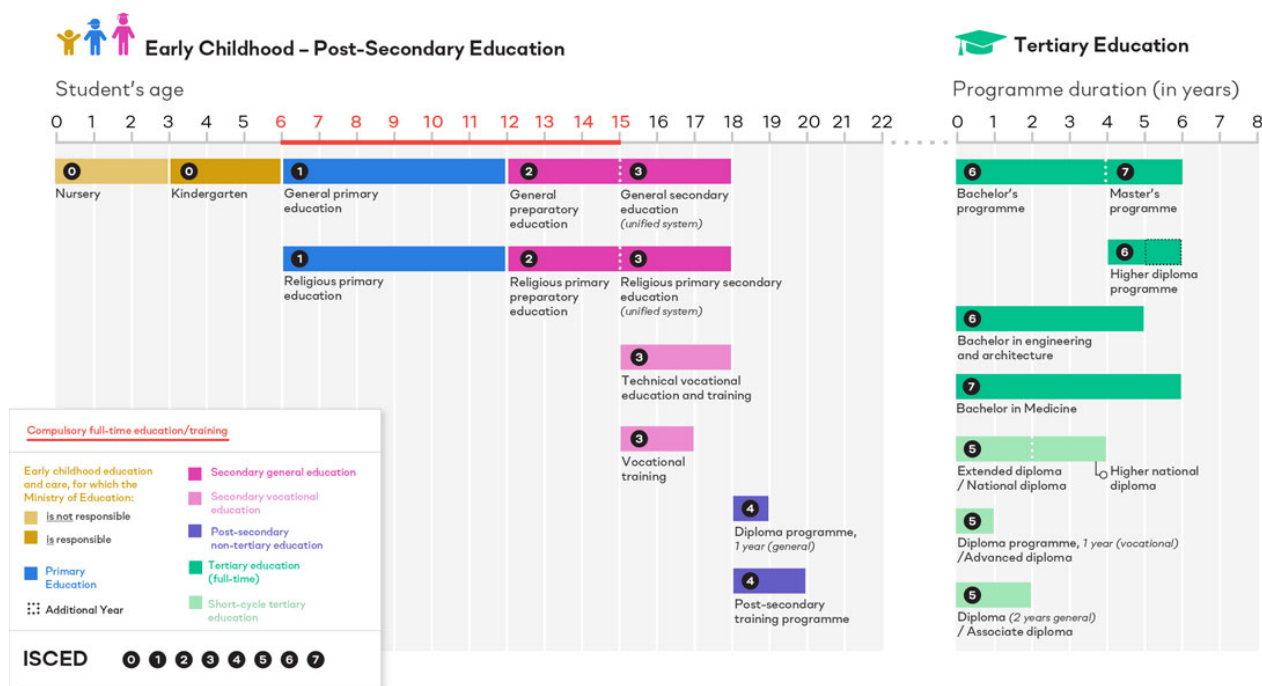 Early Childhood – Post-Secondary Education
Student's age
0 1 2 3 4 5 6 7 8 9 10 11 12 13 14 15 16 17 18 19 20 21 22
0
Nursery
0
Kindergarten
1
General primary
education
2
General
preparatory
education
3
General secondary
education
(unified system)
1
Religious primary
education
2
Religious primary
preparatory
education
3
Religious primary secondary
education
(unified system)
3
Technical vocational
education and training
3
Vocational
training
4
Diploma programme,
1 year (general)
4
Post-secondary
training programme
Tertiary Education
Programme duration (in years)
0 1 2 3 4 5 6 7 8
6
Bachelor's
programme
7
Master's
programme
6
Higher diploma
programme
6
Bachelor in engineering
and architecture
7
Bachelor in Medicine
5
Extended diploma
/ National diploma
Higher national
diploma
5
Diploma programme, 1 year (vocational)
/Advanced diploma
5
Diploma (2 years general)
/ Associate diploma
Compulsory full-time education/training
Early childhood education
and care, for which the
Ministry of Education:
is not responsible
is responsible
Primary
Education
Additional Year
Secondary general education
Secondary vocational
education
Post-secondary
non-tertiary education
Tertiary education
(full-time)
Short-cycle tertiary
education
ISCED 0 1 2 3 4 5 6 7